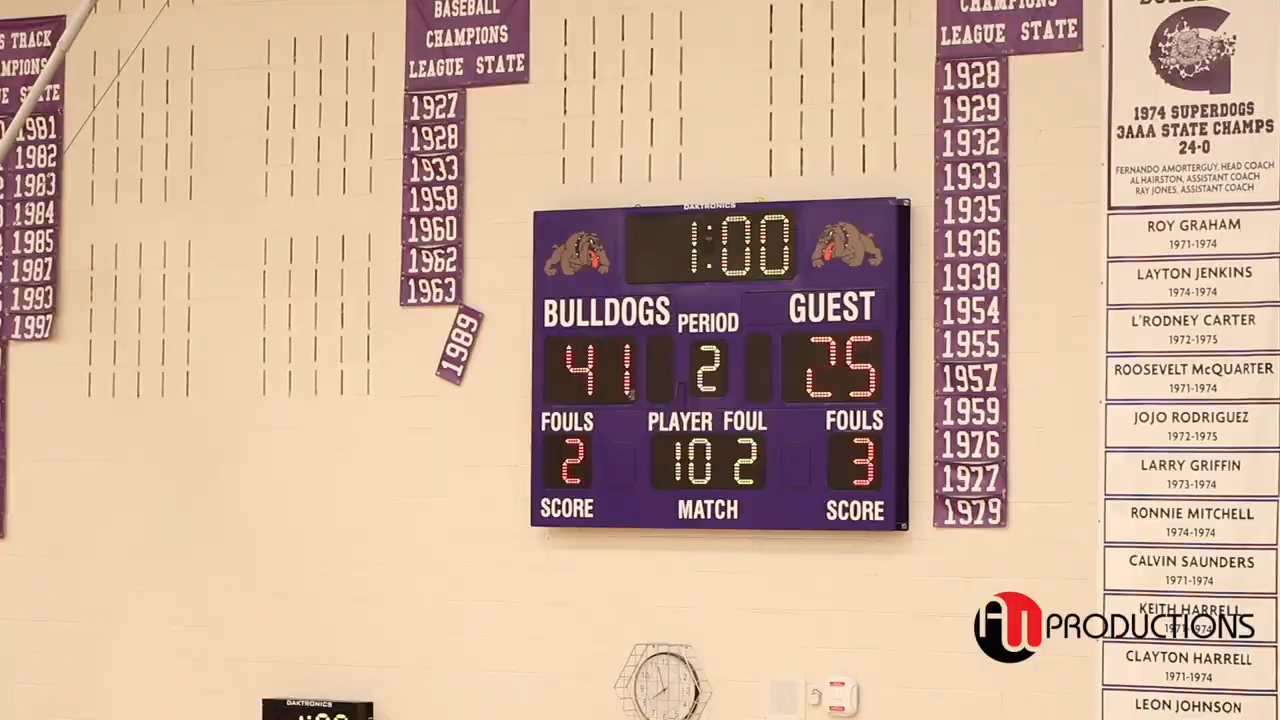 S TRACK
MPIONS
E STATE
1981
1982
1983
1984
1985
1987
1993
1997
BASEBALL
CHAMPIONS
LEAGUE STATE
1927
1928
1933
1958
1960
1962
1963
1989
DAKTRONICS
1:00
BULLDOGS
PERIOD
GUEST
41
2
25
FOULS
PLAYER FOUL
FOULS
2
10 2
3
SCORE
MATCH
SCORE
CHAMPIONS
LEAGUE STATE
1928
1929
1932
1933
1935
1936
1938
1954
1955
1957
1959
1976
1977
1979
G
1974 SUPERDOGS
3AAA STATE CHAMPS
24-0
FERNANDO AMORTERGUY, HEAD COACH
AL HAIRSTON, ASSISTANT COACH
RAY JONES, ASSISTANT COACH
ROY GRAHAM
1971-1974
LAYTON JENKINS
1974-1974
L'RODNEY CARTER
1972-1975
ROOSEVELT McQUARTER
1971-1974
JOJO RODRIGUEZ
1972-1975
LARRY GRIFFIN
1973-1974
RONNIE MITCHELL
1974-1974
CALVIN SAUNDERS
1971-1974
KEITH HARRELL
1971-1974
CLAYTON HARRELL
1971-1974
LEON JOHNSON
PRODUCTIONS
DAKTRONICS